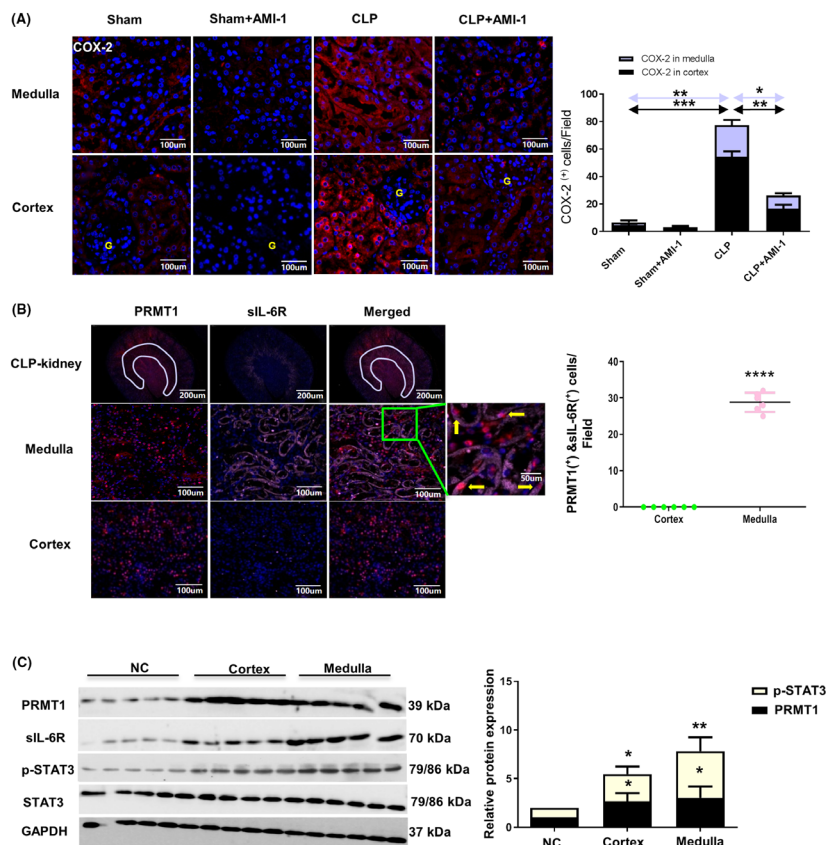 (A)
Sham Sham+AMI-1 CLP CLP+AMI-1
COX-2
Medulla
100um 100um 100um 100um
Cortex
G G G G
100um 100um 100um 100um
COX-2 in medulla
COX-2 in cortex
** *
*** **
COX-2 (+) cells/Field
100
80
60
40
20
0
Sham Sham+AMI-1 CLP CLP+AMI-1
(B)
PRMT1 sIL-6R Merged
CLP-kidney
200um 200um 200um
Medulla
100um 100um 100um 50um
Cortex
100um 100um 100um
PRMT1(+) &sIL-6R(+) cells/
Field
40
30
20
10
0
****
Cortex Medulla
(C)
NC Cortex Medulla
PRMT1 39 kDa
sIL-6R 70 kDa
p-STAT3 79/86 kDa
STAT3 79/86 kDa
GAPDH 37 kDa
Relative protein expression
15
10
5
0
* **
* *
NC Cortex Medulla
p-STAT3
PRMT1